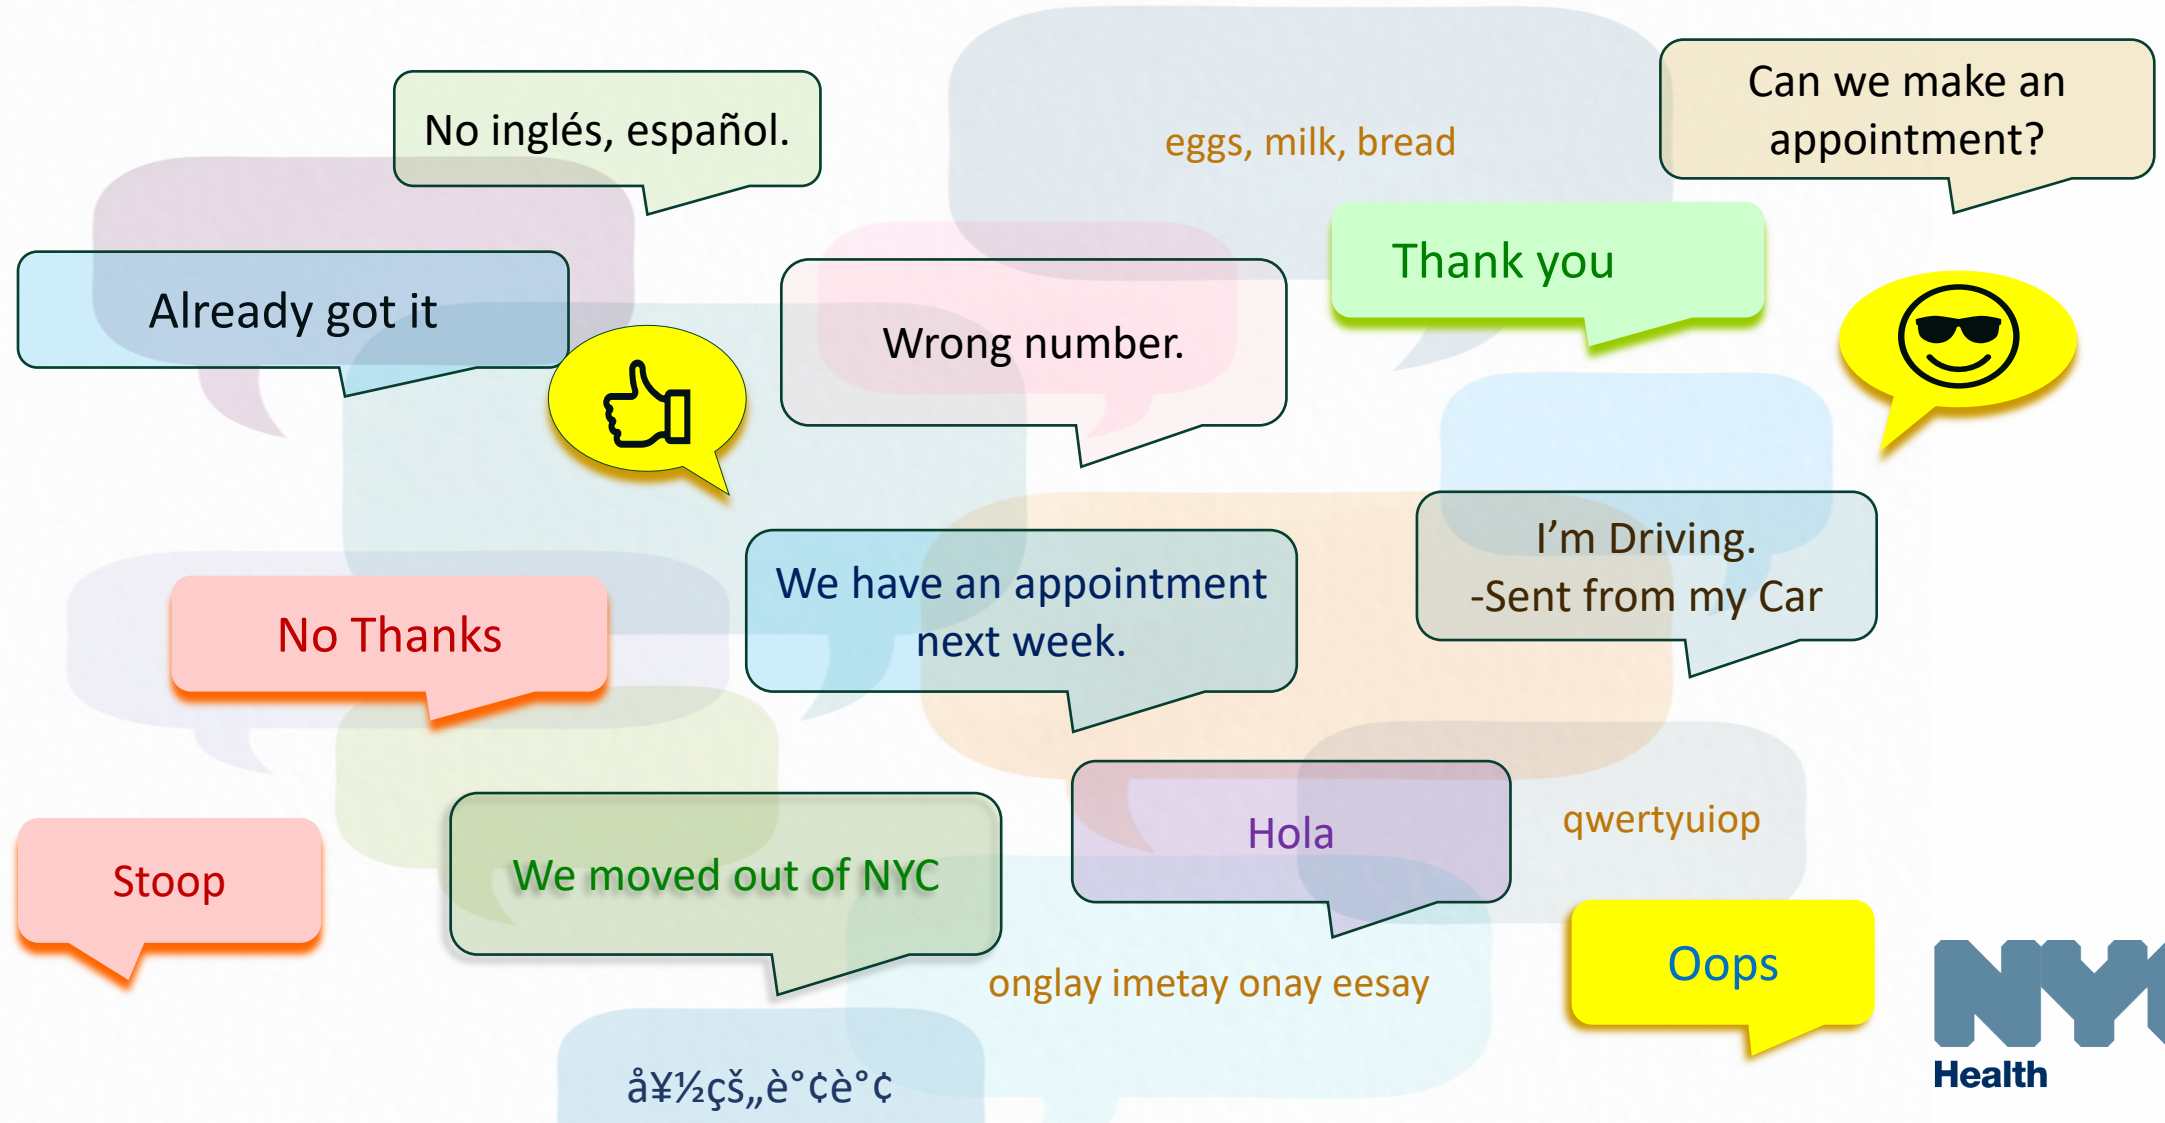 No inglés, español.
eggs, milk, bread
Can we make an
appointment?
Already got it
Wrong number.
Thank you
No Thanks
We have an appointment
next week.
I’m Driving.
-Sent from my Car
Stoop
We moved out of NYC
Hola
qwertyuiop
onglay imetay onay eesay
Oops
å¥½çš„è°¢è°¢
NYC
Health